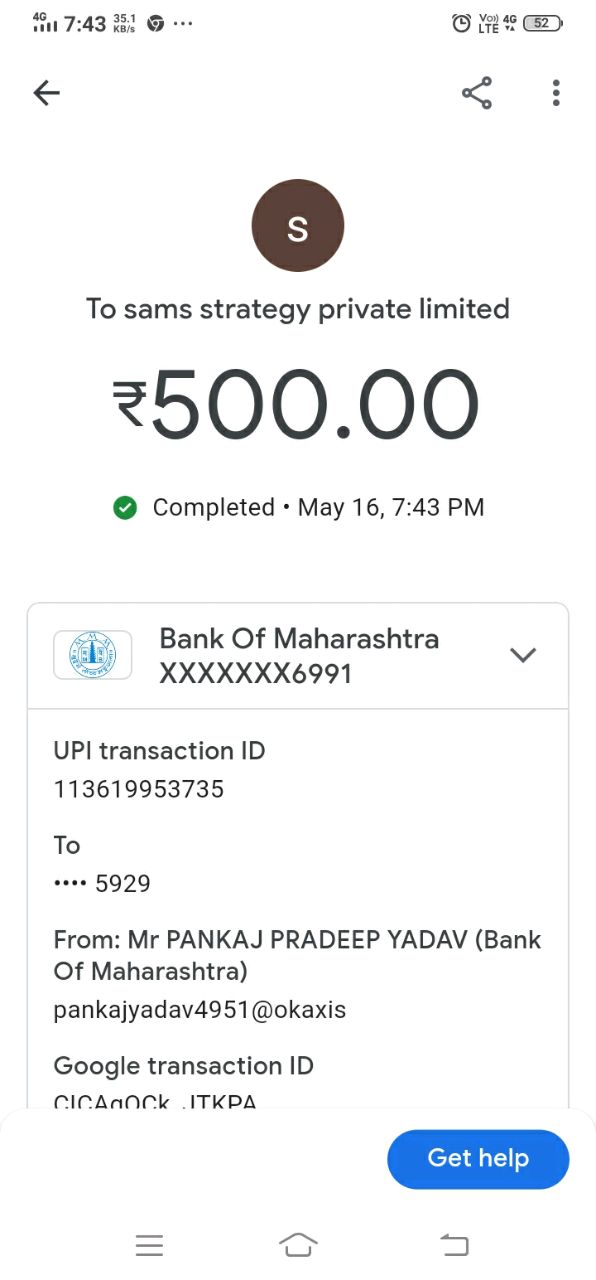 4G 7:43 35.1 KB/s ... Vo)) LTE 4G 52
S
To sams strategy private limited
₹500.00
Completed • May 16, 7:43 PM
Bank Of Maharashtra
XXXXXXX6991
UPI transaction ID
113619953735
To
•••• 5929
From: Mr PANKAJ PRADEEP YADAV (Bank
Of Maharashtra)
pankajyadav4951@okaxis
Google transaction ID
Get help